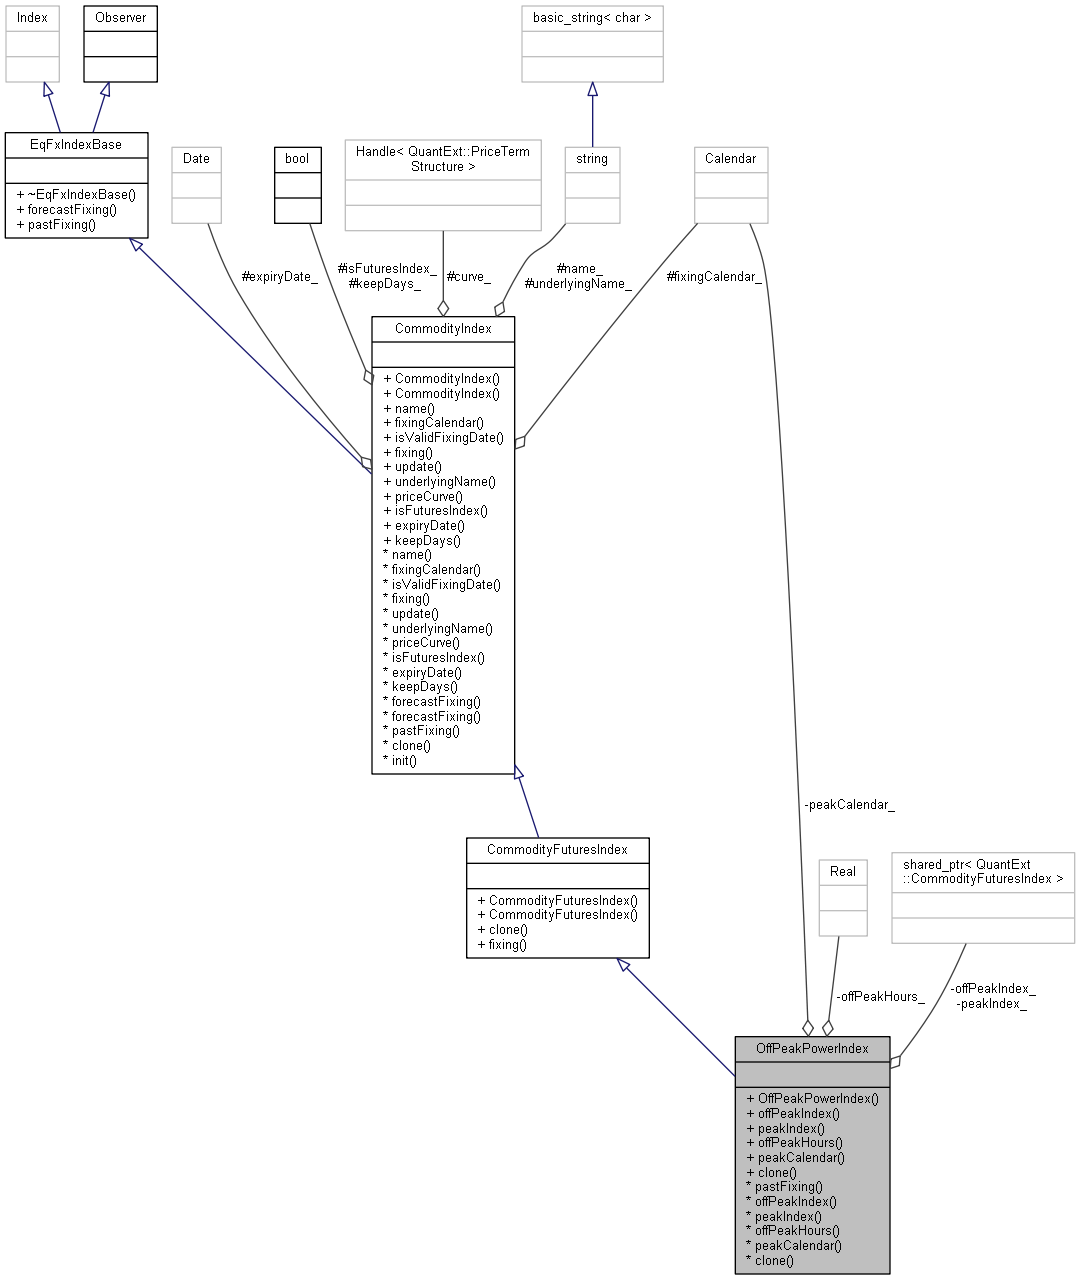 Index
Observer
basic_string< char >
EqFxIndexBase
+ ~EqFxIndexBase()
+ forecastFixing()
+ pastFixing()
Date
bool
Handle< QuantExt::PriceTerm
Structure >
string
Calendar
#expiryDate_
#isFuturesIndex_
#keepDays_
#curve_
#name_
#underlyingName_
#fixingCalendar_
CommodityIndex
+ CommodityIndex()
+ CommodityIndex()
+ name()
+ fixingCalendar()
+ isValidFixingDate()
+ fixing()
+ update()
+ underlyingName()
+ priceCurve()
+ isFuturesIndex()
+ expiryDate()
+ keepDays()
* name()
* fixingCalendar()
* isValidFixingDate()
* fixing()
* update()
* underlyingName()
* priceCurve()
* isFuturesIndex()
* expiryDate()
* keepDays()
* forecastFixing()
* forecastFixing()
* pastFixing()
* clone()
* init()
-peakCalendar_
CommodityFuturesIndex
+ CommodityFuturesIndex()
+ CommodityFuturesIndex()
+ clone()
+ fixing()
Real
shared_ptr< QuantExt
::CommodityFuturesIndex >
-offPeakHours_
-offPeakIndex_
-peakIndex_
OffPeakPowerIndex
+ OffPeakPowerIndex()
+ offPeakIndex()
+ peakIndex()
+ offPeakHours()
+ peakCalendar()
+ clone()
* pastFixing()
* offPeakIndex()
* peakIndex()
* offPeakHours()
* peakCalendar()
* clone()